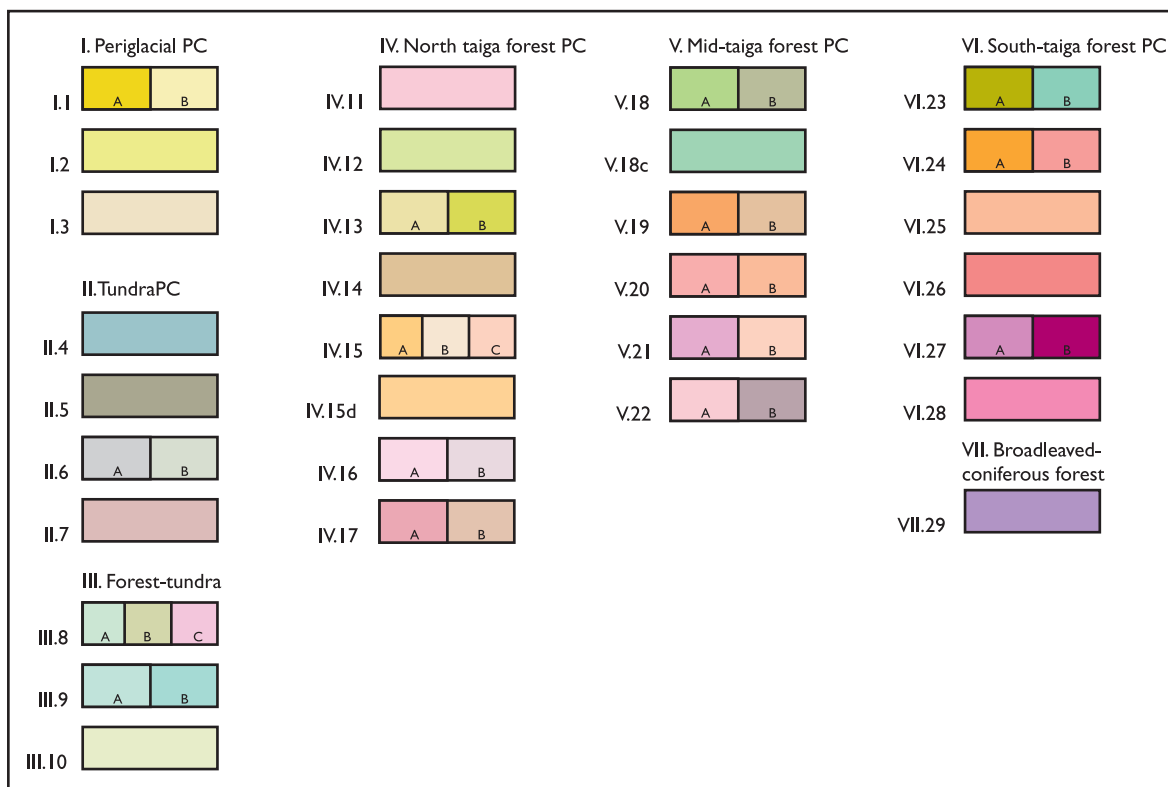 I. Periglacial PC
I.1 A B
I.2
I.3
II.TundraPC
II.4
II.5
II.6 A B
II.7
III. Forest-tundra
III.8 A B C
III.9 A B
III.10
IV. North taiga forest PC
IV.11
IV.12
IV.13 A B
IV.14
IV.15 A B C
IV.15d
IV.16 A B
IV.17 A B
V. Mid-taiga forest PC
V.18 A B
V.18c
V.19 A B
V.20 A B
V.21 A B
V.22 A B
VI. South-taiga forest PC
VI.23 A B
VI.24 A B
VI.25
VI.26
VI.27 A B
VI.28
VII. Broadleaved-
coniferous forest
VII.29